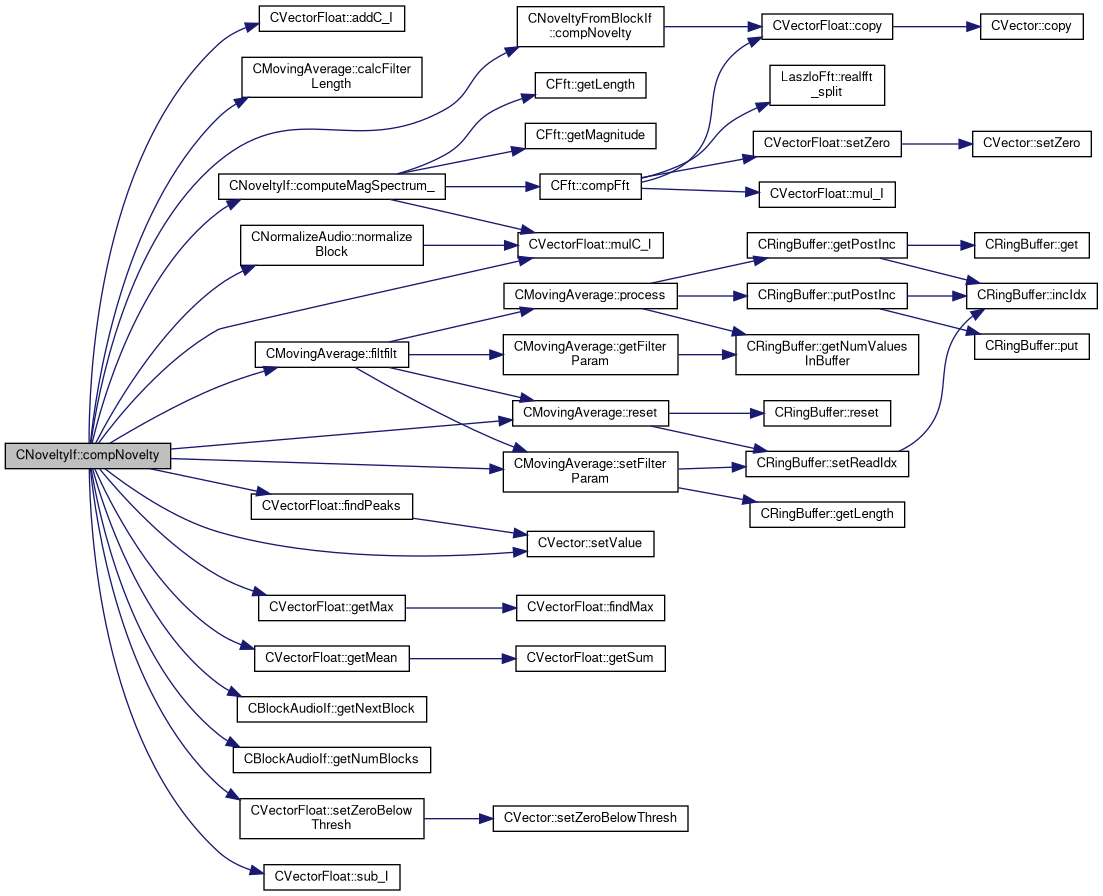 CVectorFloat::addC_I
CNoveltyFromBlockIf
::compNovelty
CVectorFloat::copy
CVector::copy
CMovingAverage::calcFilter
Length
CFft::getLength
LaszloFft::realfft
_split
CFft::getMagnitude
CVectorFloat::setZero
CVector::setZero
CNoveltyIf::computeMagSpectrum_
CFft::compFft
CVectorFloat::mul_I
CNormalizeAudio::normalize
Block
CVectorFloat::mulC_I
CRingBuffer::getPostInc
CRingBuffer::get
CMovingAverage::process
CRingBuffer::putPostInc
CRingBuffer::incIdx
CMovingAverage::filtfilt
CMovingAverage::getFilter
Param
CRingBuffer::getNumValues
InBuffer
CRingBuffer::put
CMovingAverage::reset
CRingBuffer::reset
CNoveltyIf::compNovelty
CMovingAverage::setFilter
Param
CRingBuffer::setReadIdx
CVectorFloat::findPeaks
CRingBuffer::getLength
CVector::setValue
CVectorFloat::getMax
CVectorFloat::findMax
CVectorFloat::getMean
CVectorFloat::getSum
CBlockAudioIf::getNextBlock
CBlockAudioIf::getNumBlocks
CVectorFloat::setZeroBelow
Thresh
CVector::setZeroBelowThresh
CVectorFloat::sub_I